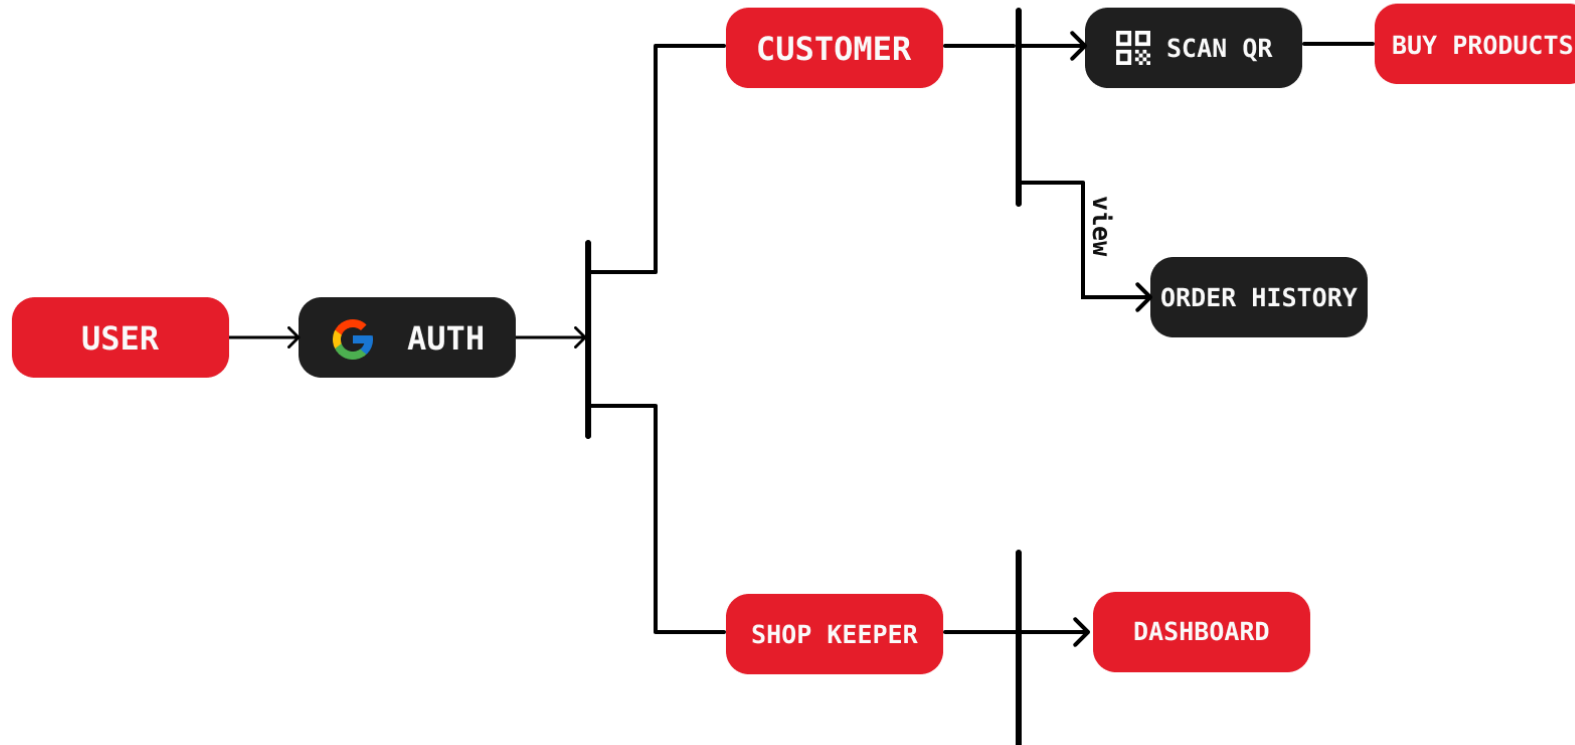 CUSTOMER
SCAN QR
BUY PRODUCTS
view
ORDER HISTORY
USER
AUTH
SHOP KEEPER
DASHBOARD